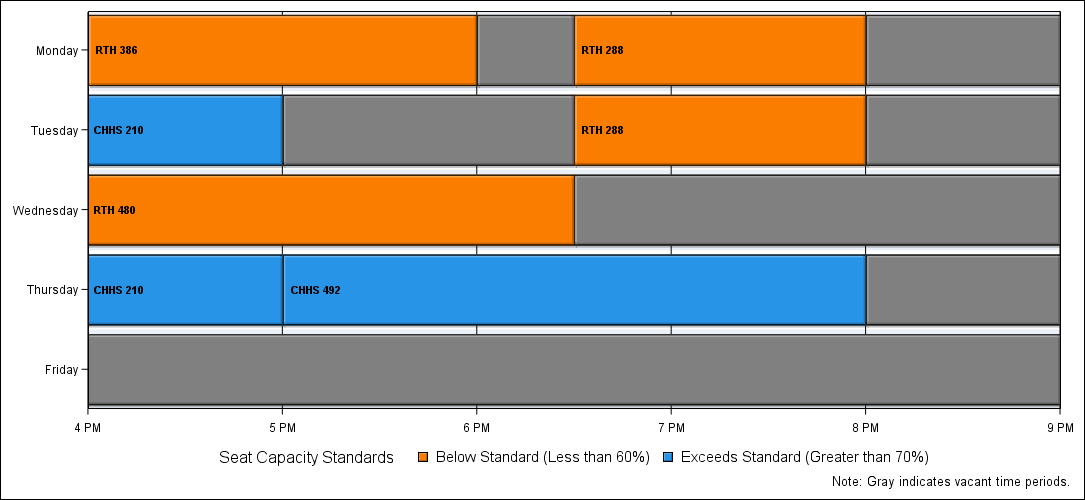 Monday
RTH 386
RTH 288
Tuesday
CHHS 210
RTH 288
Wednesday
RTH 480
Thursday
CHHS 210
CHHS 492
Friday
4 PM 5 PM 6 PM 7 PM 8 PM 9 PM
Seat Capacity Standards Below Standard (Less than 60%) Exceeds Standard (Greater than 70%)
Note: Gray indicates vacant time periods.